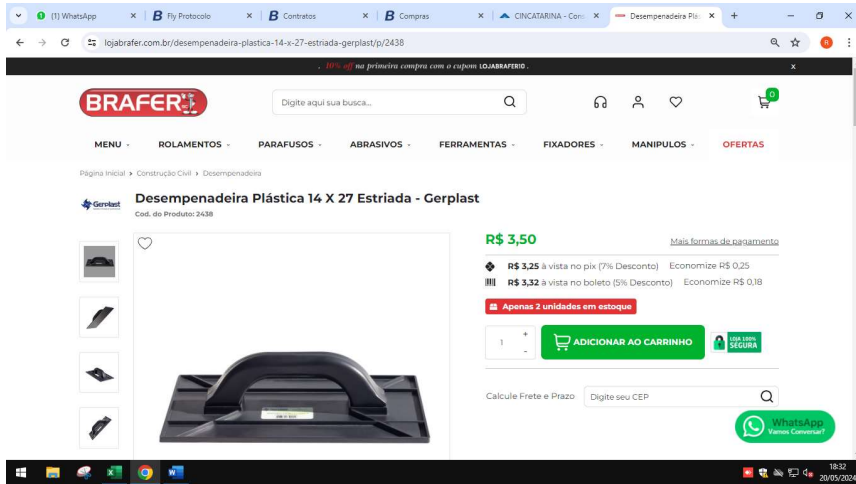 (1) WhatsApp
Fly Protocolo
Contratos
Compras
CINCATARINA - Con
Desempenadeira Plás
lojabrafer.com.br/desempenadeira-plastica-14-x-27-estriada-gerplast/p/2438
. 10% off na primeira compra com o cupom LOJABRAFER10 . x
BRAFER
Digite aqui sua busca...
0
MENU ROLAMENTOS PARAFUSOS ABRASIVOS FERRAMENTAS FIXADORES MANIPULOS OFERTAS
Página Inicial > Construção Civil > Desempenadeira
Gerplast
Desempenadeira Plástica 14 X 27 Estriada - Gerplast
Cod. do Produto: 2438
R$ 3,50
Mais formas de pagamento
R$ 3,25 à vista no pix (7% Desconto) Economize R$ 0,25
R$ 3,32 à vista no boleto (5% Desconto) Economize R$ 0,18
Apenas 2 unidades em estoque
1 + -
ADICIONAR AO CARRINHO
LOJA 100% SEGURA
Calcule Frete e Prazo
Digite seu CEP
WhatsApp
Vamos Conversar?
18:32
20/05/2024